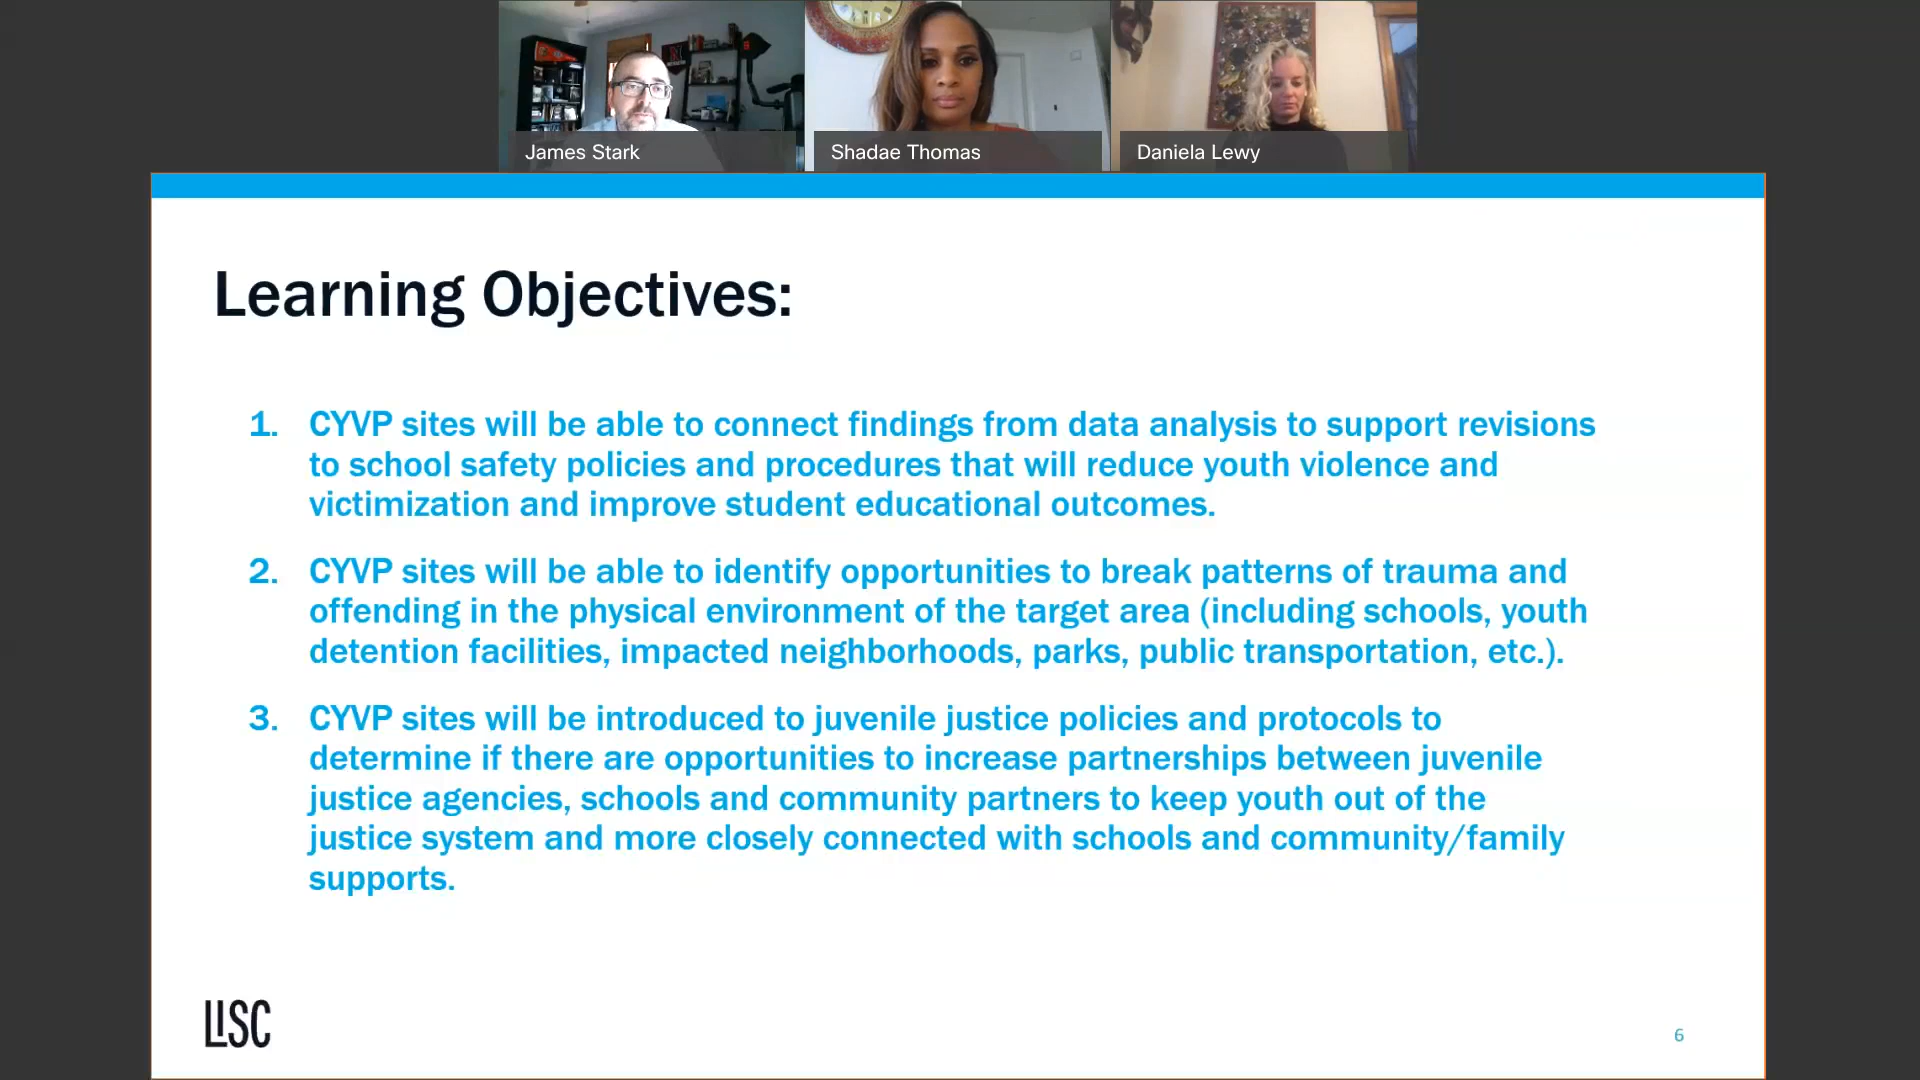 James Stark
Shadae Thomas
Daniela Lewy
Learning Objectives:
1. CYVP sites will be able to connect findings from data analysis to support revisions
to school safety policies and procedures that will reduce youth violence and
victimization and improve student educational outcomes.
2. CYVP sites will be able to identify opportunities to break patterns of trauma and
offending in the physical environment of the target area (including schools, youth
detention facilities, impacted neighborhoods, parks, public transportation, etc.).
3. CYVP sites will be introduced to juvenile justice policies and protocols to
determine if there are opportunities to increase partnerships between juvenile
justice agencies, schools and community partners to keep youth out of the
justice system and more closely connected with schools and community/family
supports.
LISC
6